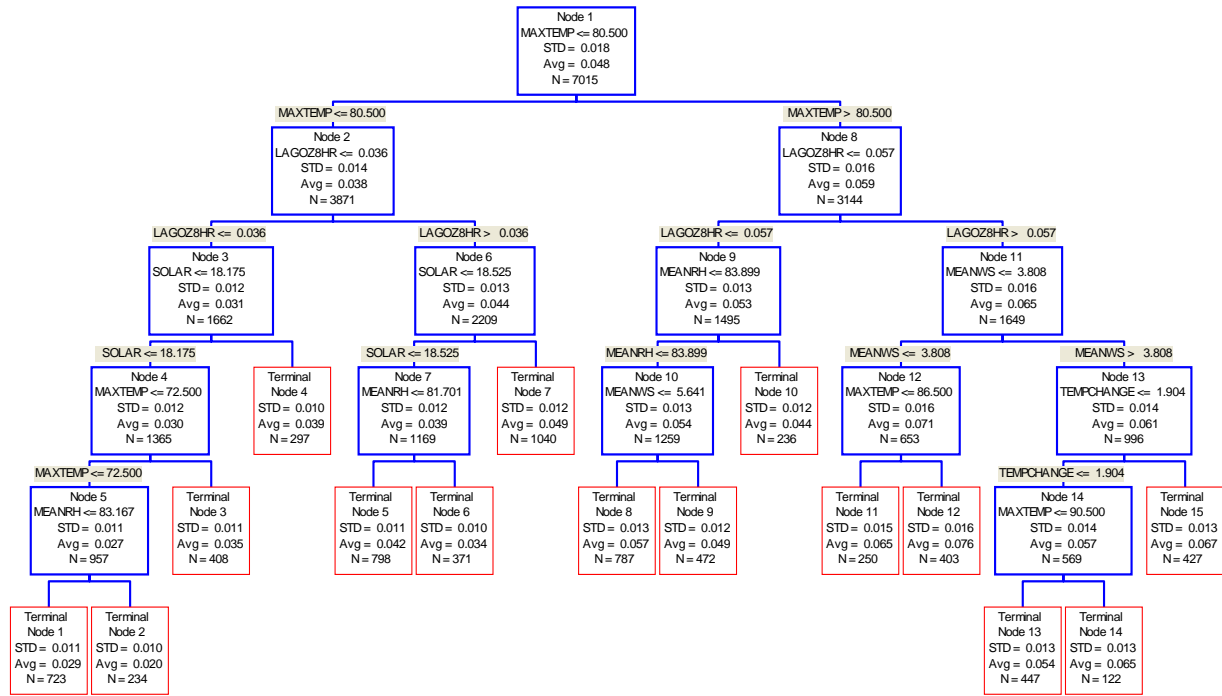 Node 1
MAXTEMP <= 80.500
STD = 0.018
Avg = 0.048
N = 7015
MAXTEMP <= 80.500
MAXTEMP > 80.500
Node 2
LAGOZ8HR <= 0.036
STD = 0.014
Avg = 0.038
N = 3871
Node 8
LAGOZ8HR <= 0.057
STD = 0.016
Avg = 0.059
N = 3144
LAGOZ8HR <= 0.036
LAGOZ8HR > 0.036
LAGOZ8HR <= 0.057
LAGOZ8HR > 0.057
Node 3
SOLAR <= 18.175
STD = 0.012
Avg = 0.031
N = 1662
Node 6
SOLAR <= 18.525
STD = 0.013
Avg = 0.044
N = 2209
Node 9
MEANRH <= 83.899
STD = 0.013
Avg = 0.053
N = 1495
Node 11
MEANWS <= 3.808
STD = 0.016
Avg = 0.065
N = 1649
SOLAR <= 18.175
SOLAR <= 18.525
MEANRH <= 83.899
MEANWS <= 3.808
MEANWS > 3.808
Node 4
MAXTEMP <= 72.500
STD = 0.012
Avg = 0.030
N = 1365
Terminal
Node 4
STD = 0.010
Avg = 0.039
N = 297
Node 7
MEANRH <= 81.701
STD = 0.012
Avg = 0.039
N = 1169
Terminal
Node 7
STD = 0.012
Avg = 0.049
N = 1040
Node 10
MEANWS <= 5.641
STD = 0.013
Avg = 0.054
N = 1259
Terminal
Node 10
STD = 0.012
Avg = 0.044
N = 236
Node 12
MAXTEMP <= 86.500
STD = 0.016
Avg = 0.071
N = 653
Node 13
TEMPCHANGE <= 1.904
STD = 0.014
Avg = 0.061
N = 996
MAXTEMP <= 72.500
TEMPCHANGE <= 1.904
Node 5
MEANRH <= 83.167
STD = 0.011
Avg = 0.027
N = 957
Terminal
Node 3
STD = 0.011
Avg = 0.035
N = 408
Terminal
Node 5
STD = 0.011
Avg = 0.042
N = 798
Terminal
Node 6
STD = 0.010
Avg = 0.034
N = 371
Terminal
Node 8
STD = 0.013
Avg = 0.057
N = 787
Terminal
Node 9
STD = 0.012
Avg = 0.049
N = 472
Terminal
Node 11
STD = 0.015
Avg = 0.065
N = 250
Terminal
Node 12
STD = 0.016
Avg = 0.076
N = 403
Node 14
MAXTEMP <= 90.500
STD = 0.014
Avg = 0.057
N = 569
Terminal
Node 15
STD = 0.013
Avg = 0.067
N = 427
Terminal
Node 1
STD = 0.011
Avg = 0.029
N = 723
Terminal
Node 2
STD = 0.010
Avg = 0.020
N = 234
Terminal
Node 13
STD = 0.013
Avg = 0.054
N = 447
Terminal
Node 14
STD = 0.013
Avg = 0.065
N = 122